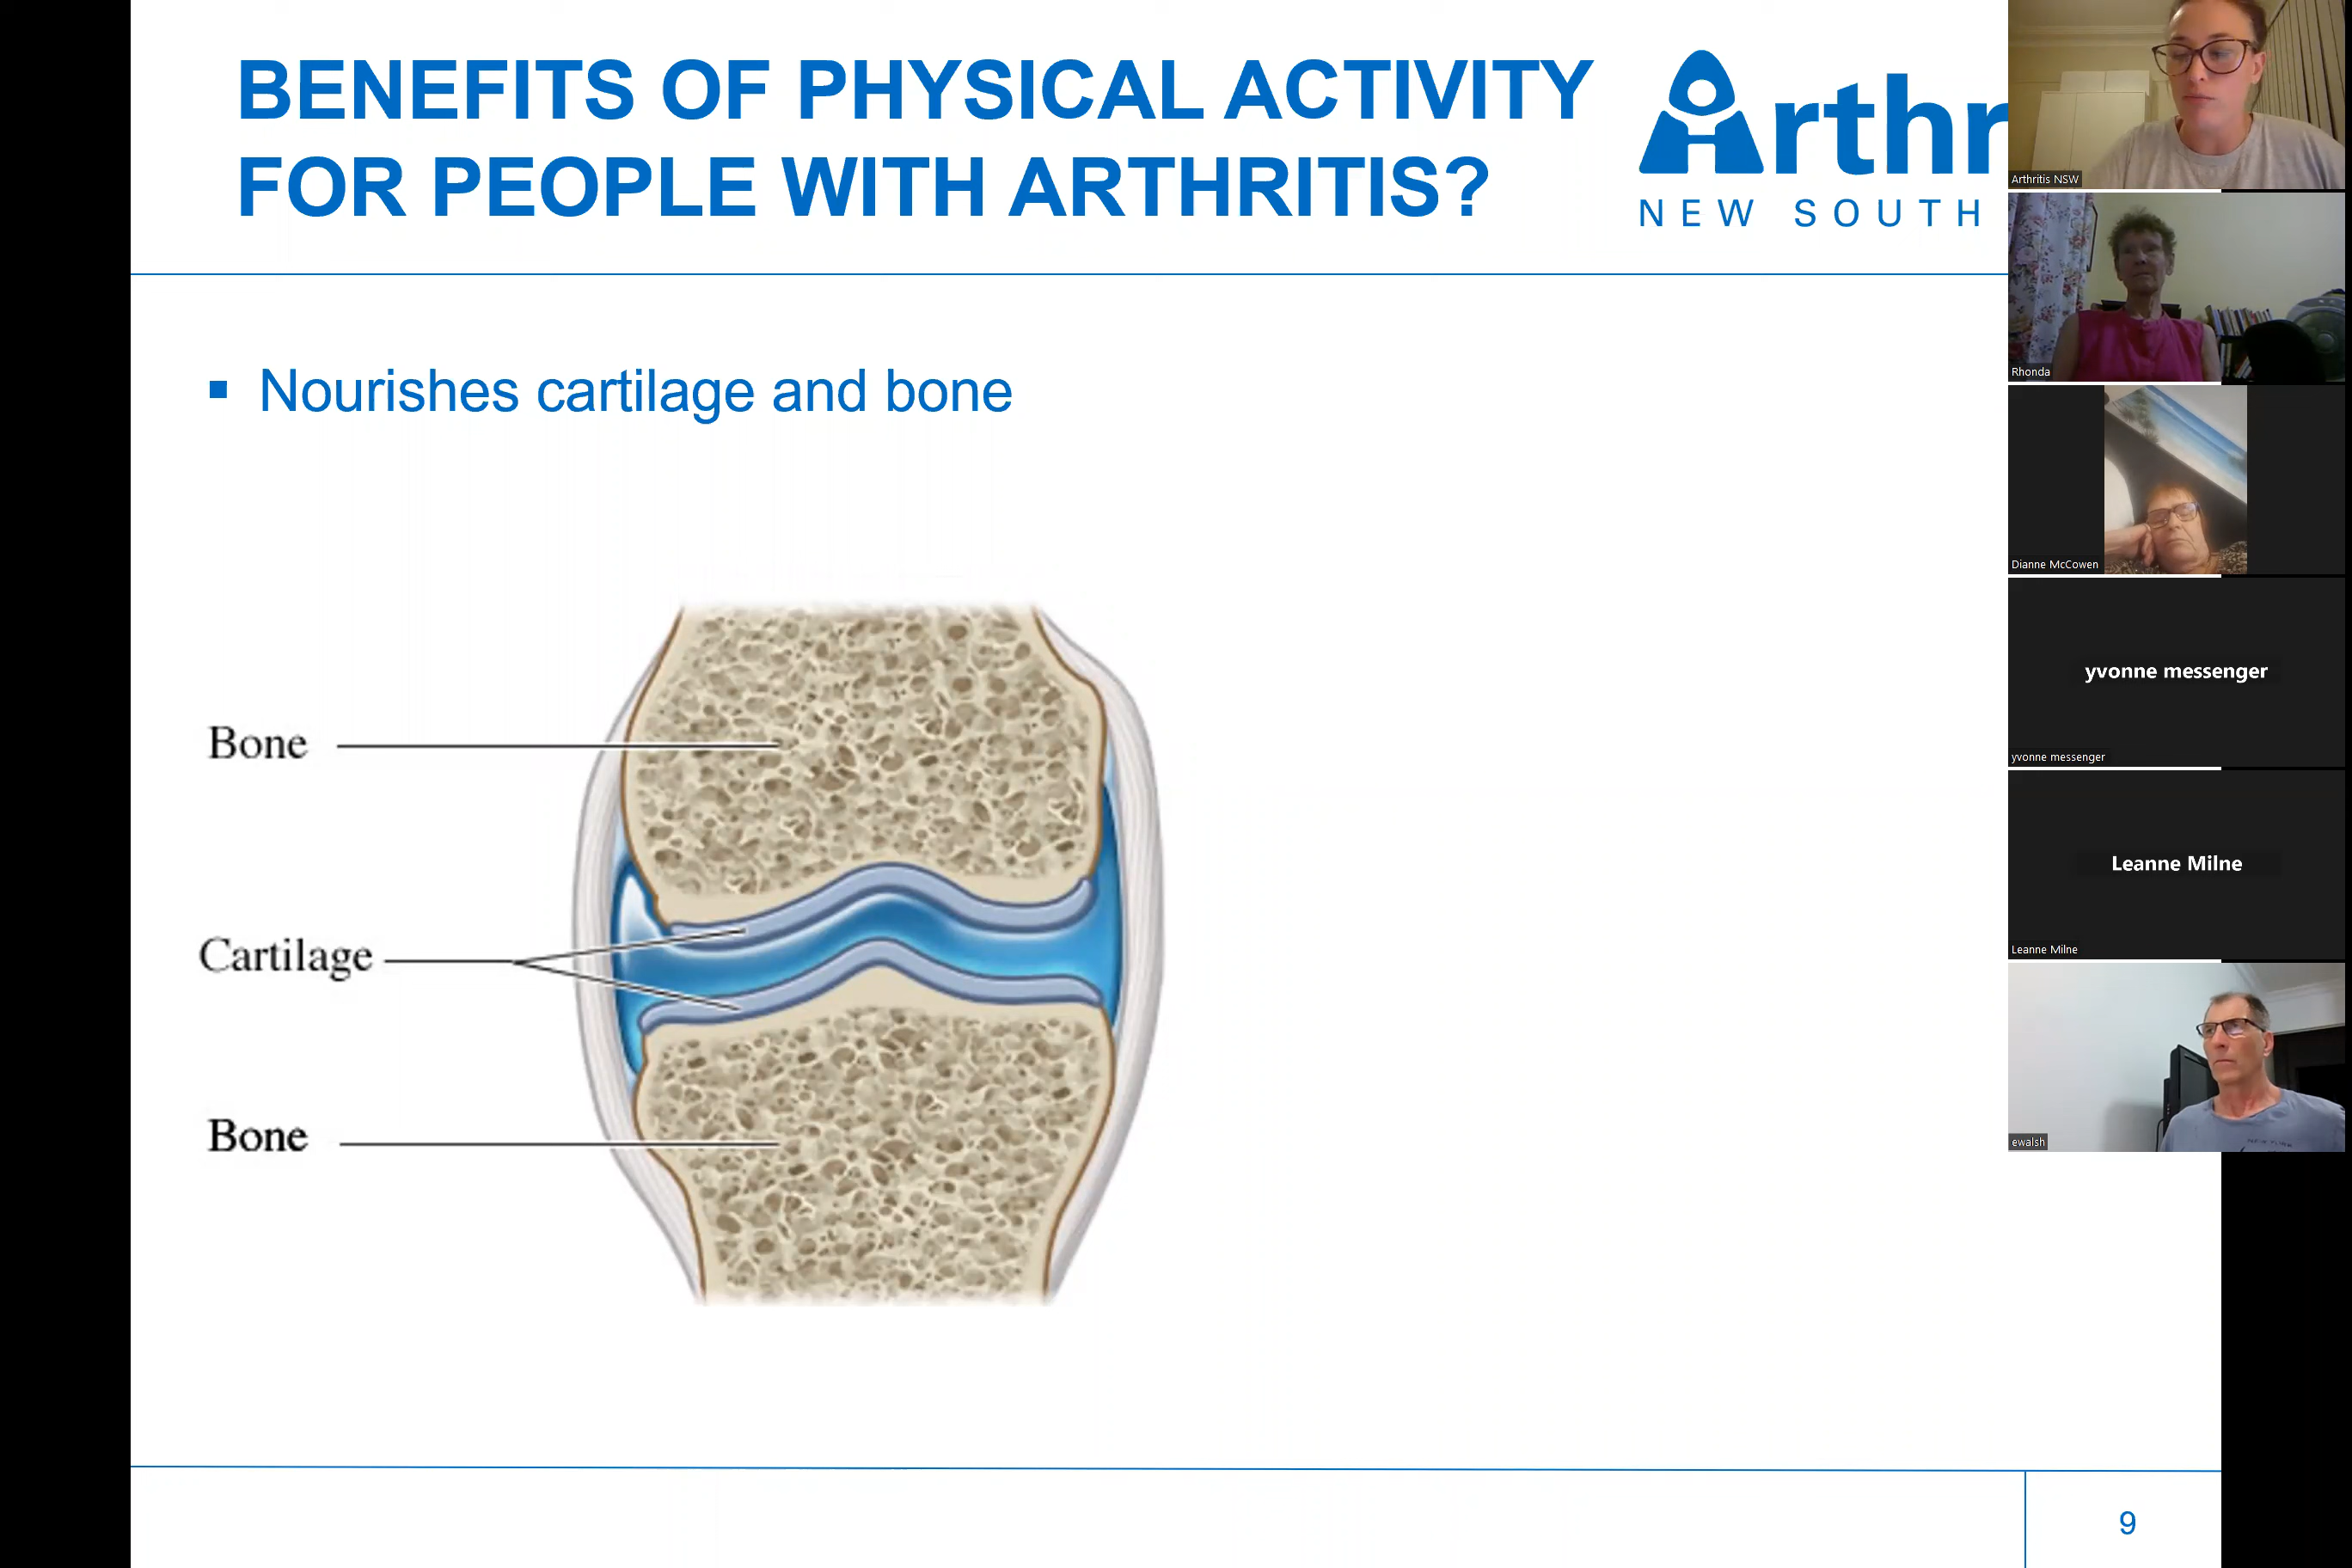 BENEFITS OF PHYSICAL ACTIVITY
FOR PEOPLE WITH ARTHRITIS?
Arthr
NEW SOUTH
Nourishes cartilage and bone
Bone
Cartilage
Bone
9
Arthritis NSW
Rhonda
Dianne McCowen
yvonne messenger
yvonne messenger
Leanne Milne
Leanne Milne
ewalsh